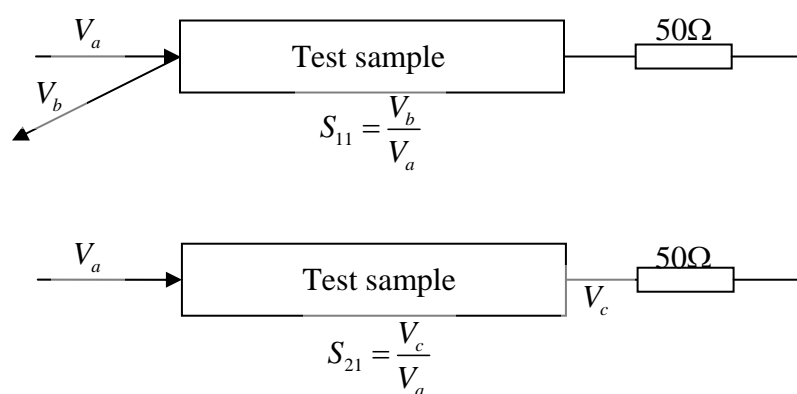 V_a
50Ω
Test sample
V_b
S_11 = V_b / V_a
V_a
50Ω
Test sample
V_c
S_21 = V_c / V_a